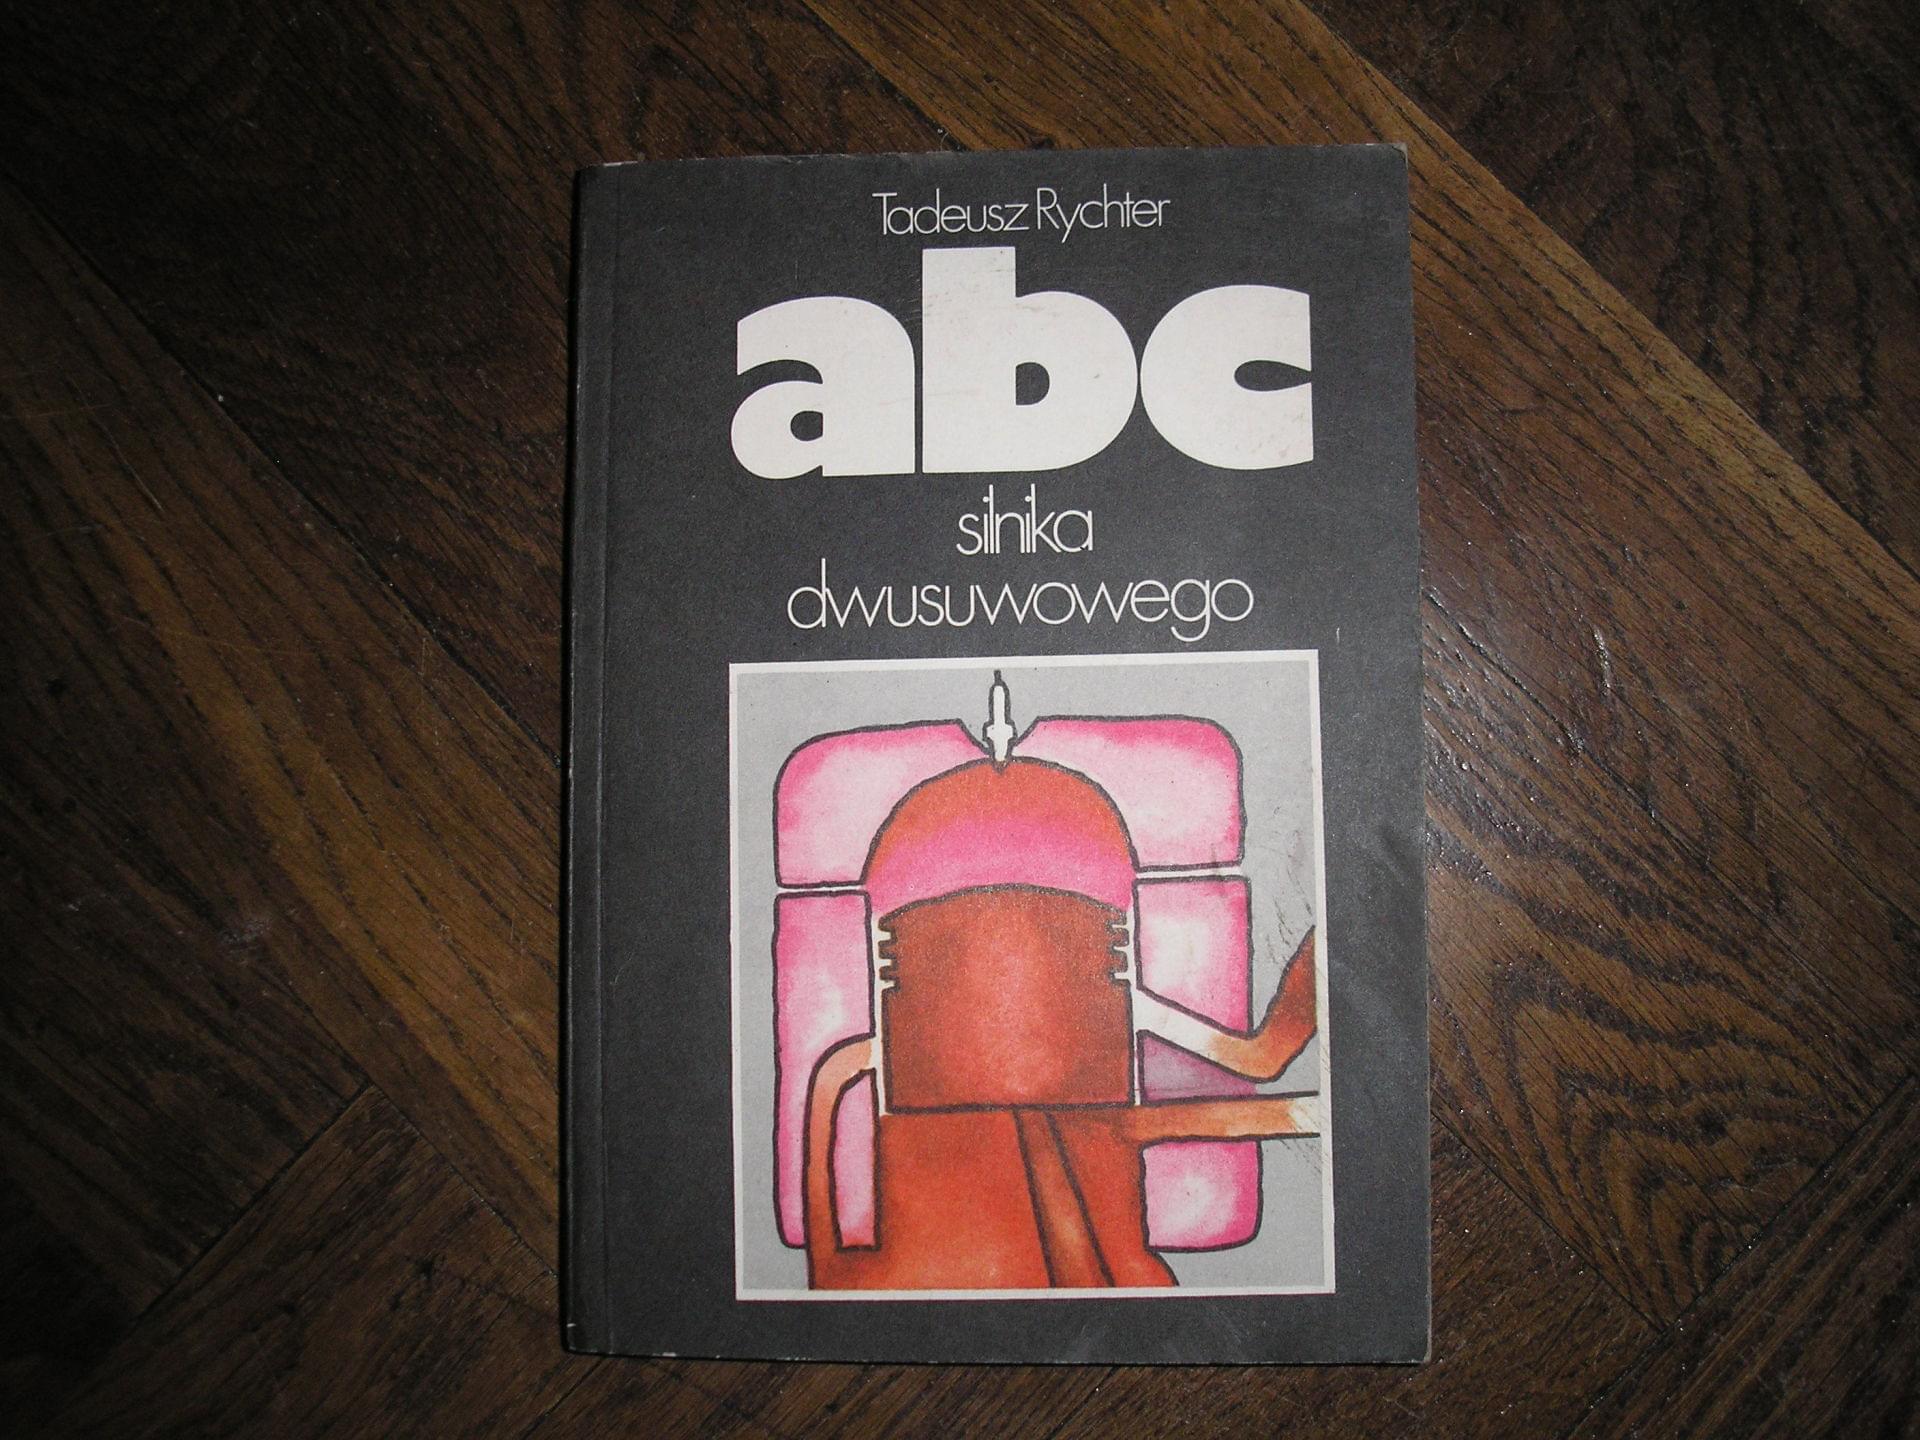 Tadeusz Rychter
abc
silnika
dwusuwowego